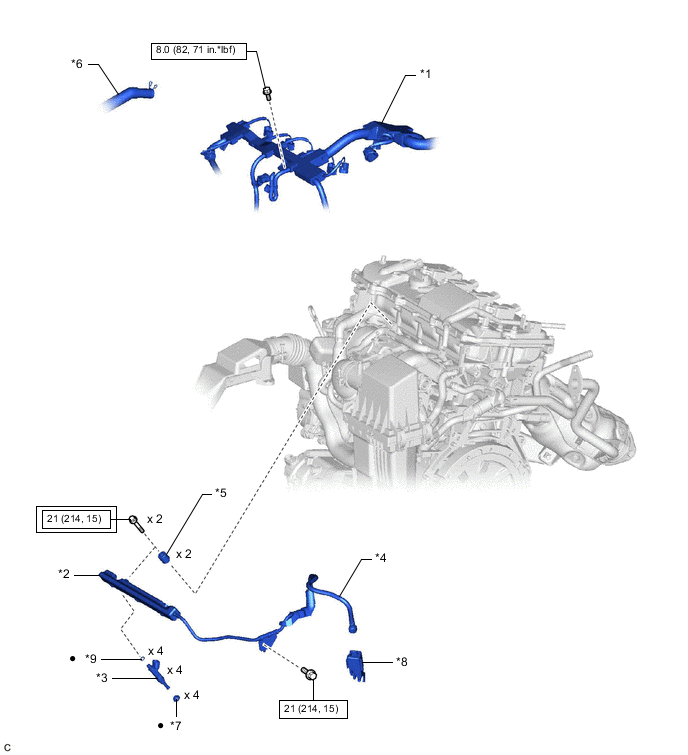 8.0 (82, 71 in.*lbf)
*6
*1
*5
21 (214, 15)
x 2
x 2
*2
*4
● *9
x 4
x 4
*3
*8
x 4
● *7
21 (214, 15)
C